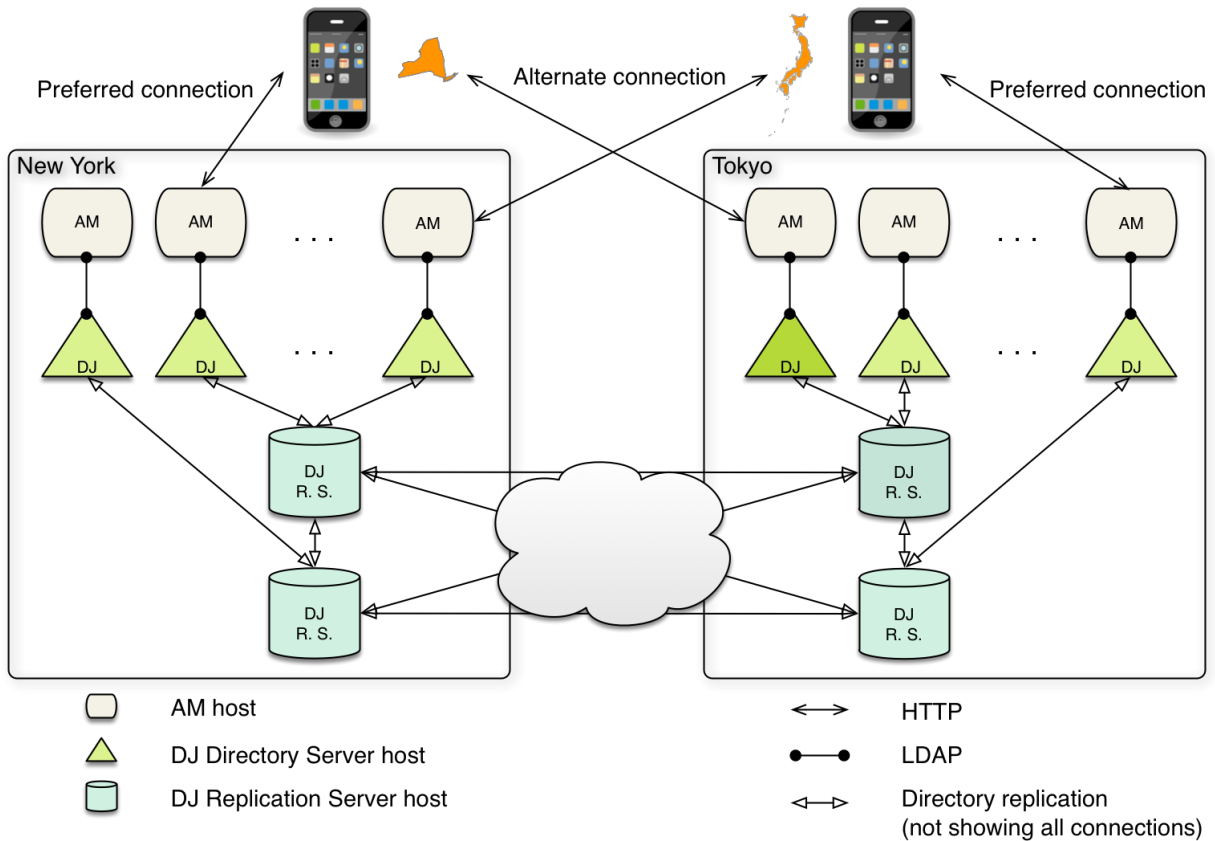 Preferred connection
Alternate connection
Preferred connection
New York
AM
AM
. . .
AM
DJ
DJ
. . .
DJ
DJ
R. S.
DJ
R. S.
Tokyo
AM
AM
. . .
AM
DJ
DJ
. . .
DJ
DJ
R. S.
DJ
R. S.
AM host
DJ Directory Server host
DJ Replication Server host
HTTP
LDAP
Directory replication
(not showing all connections)